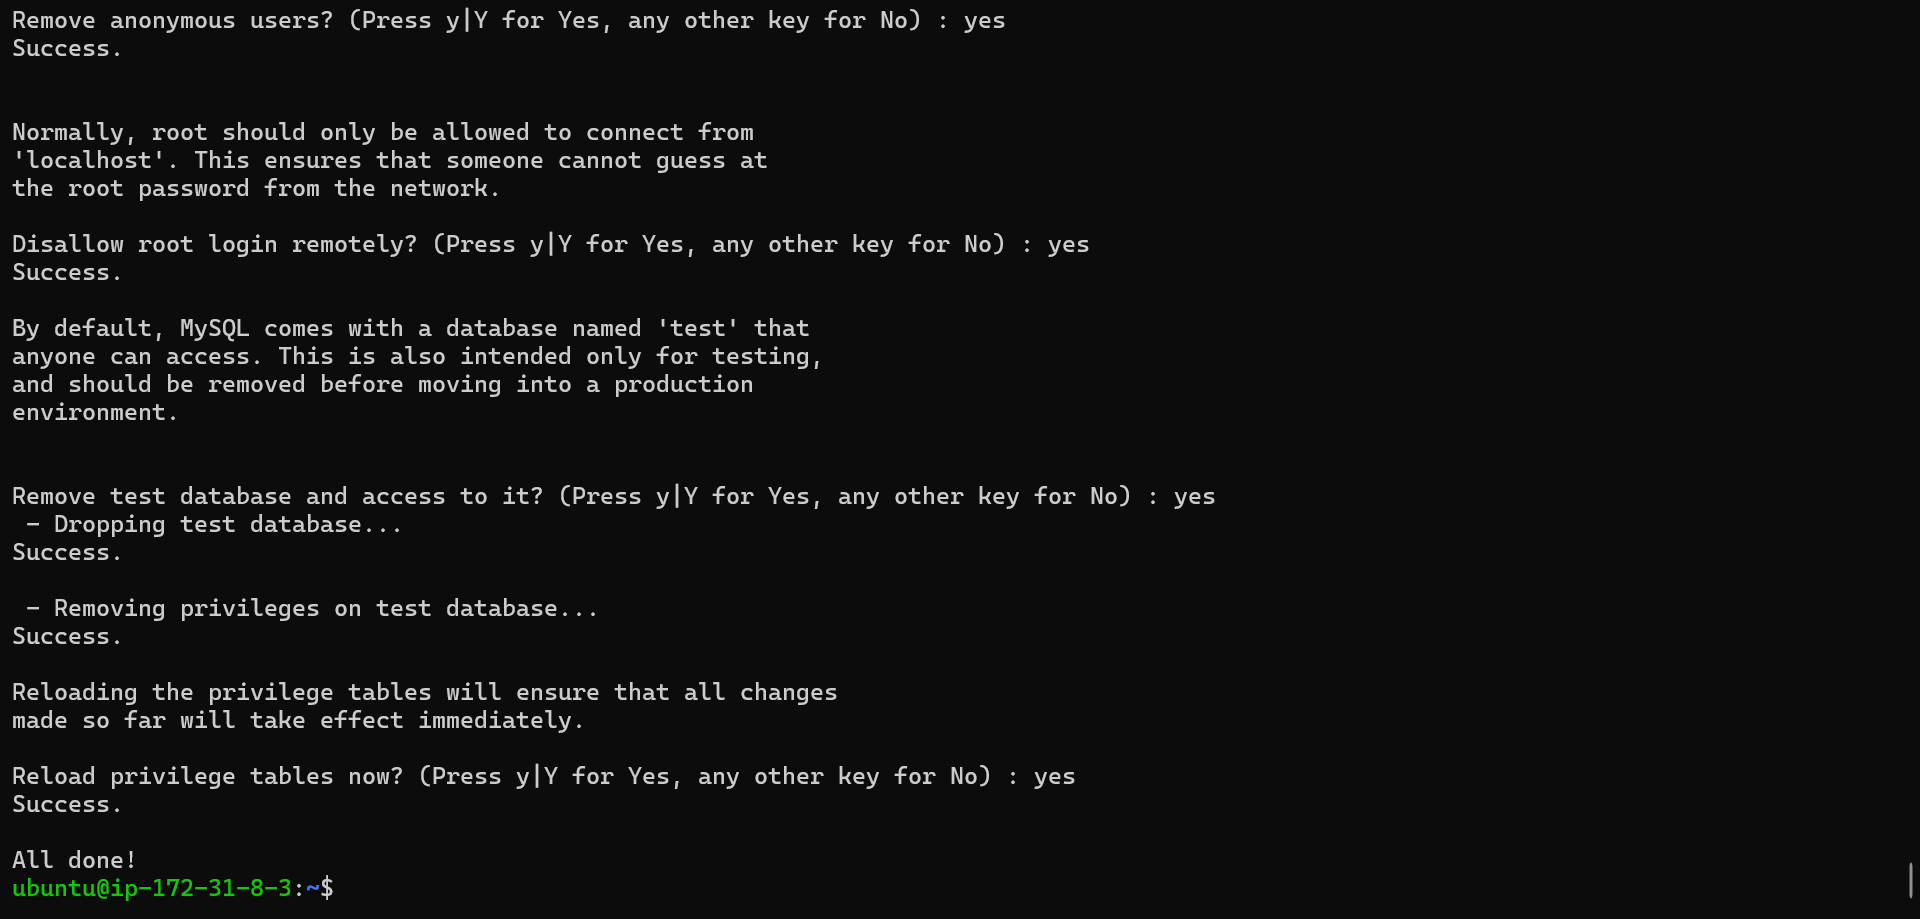 Remove anonymous users? (Press y|Y for Yes, any other key for No) : yes
Success.
Normally, root should only be allowed to connect from
'localhost'. This ensures that someone cannot guess at
the root password from the network.
Disallow root login remotely? (Press y|Y for Yes, any other key for No) : yes
Success.
By default, MySQL comes with a database named 'test' that
anyone can access. This is also intended only for testing,
and should be removed before moving into a production
environment.
Remove test database and access to it? (Press y|Y for Yes, any other key for No) : yes
 - Dropping test database...
Success.
 - Removing privileges on test database...
Success.
Reloading the privilege tables will ensure that all changes
made so far will take effect immediately.
Reload privilege tables now? (Press y|Y for Yes, any other key for No) : yes
Success.
All done!
ubuntu@ip-172-31-8-3:~$